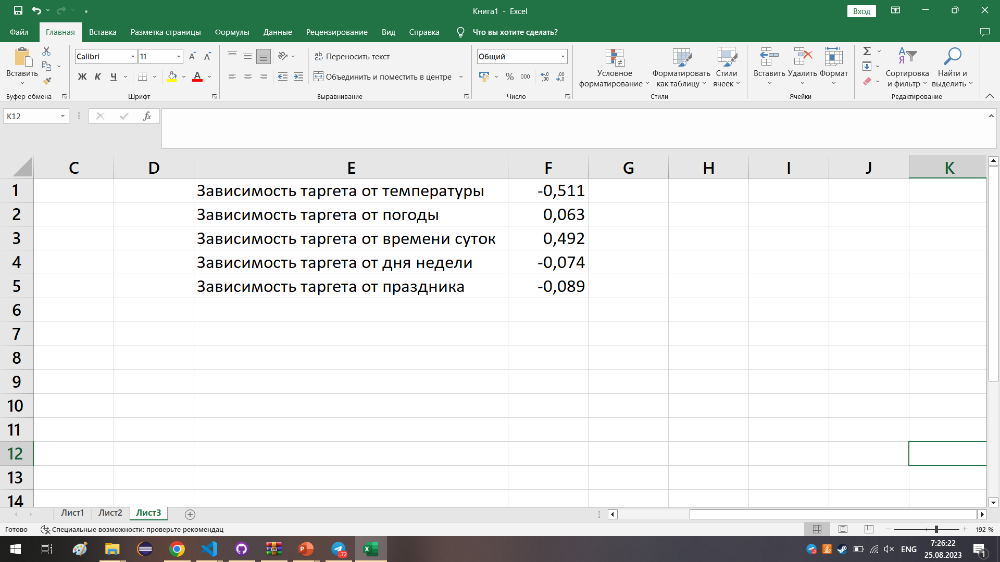 Книга1 - Excel
Вход
Файл Главная Вставка Разметка страницы Формулы Данные Рецензирование Вид Справка Что вы хотите сделать?
Calibri 11 Переносить текст Общий
Вставить Условное форматирование Форматировать как таблицу Стили ячеек Вставить Удалить Формат Сортировка и фильтр Найти и выделить
Ж К Ч А Объединить и поместить в центре % 000
Буфер обмена Шрифт Выравнивание Число Стили Ячейки Редактирование
K12 fx
C D E F G H I J K
1 Зависимость таргета от температуры -0,511
2 Зависимость таргета от погоды 0,063
3 Зависимость таргета от времени суток 0,492
4 Зависимость таргета от дня недели -0,074
5 Зависимость таргета от праздника -0,089
6
7
8
9
10
11
12
13
14
Лист1 Лист2 Лист3
Готово Специальные возможности: проверьте рекомендац 192 %
ENG 7:26:22
25.08.2023